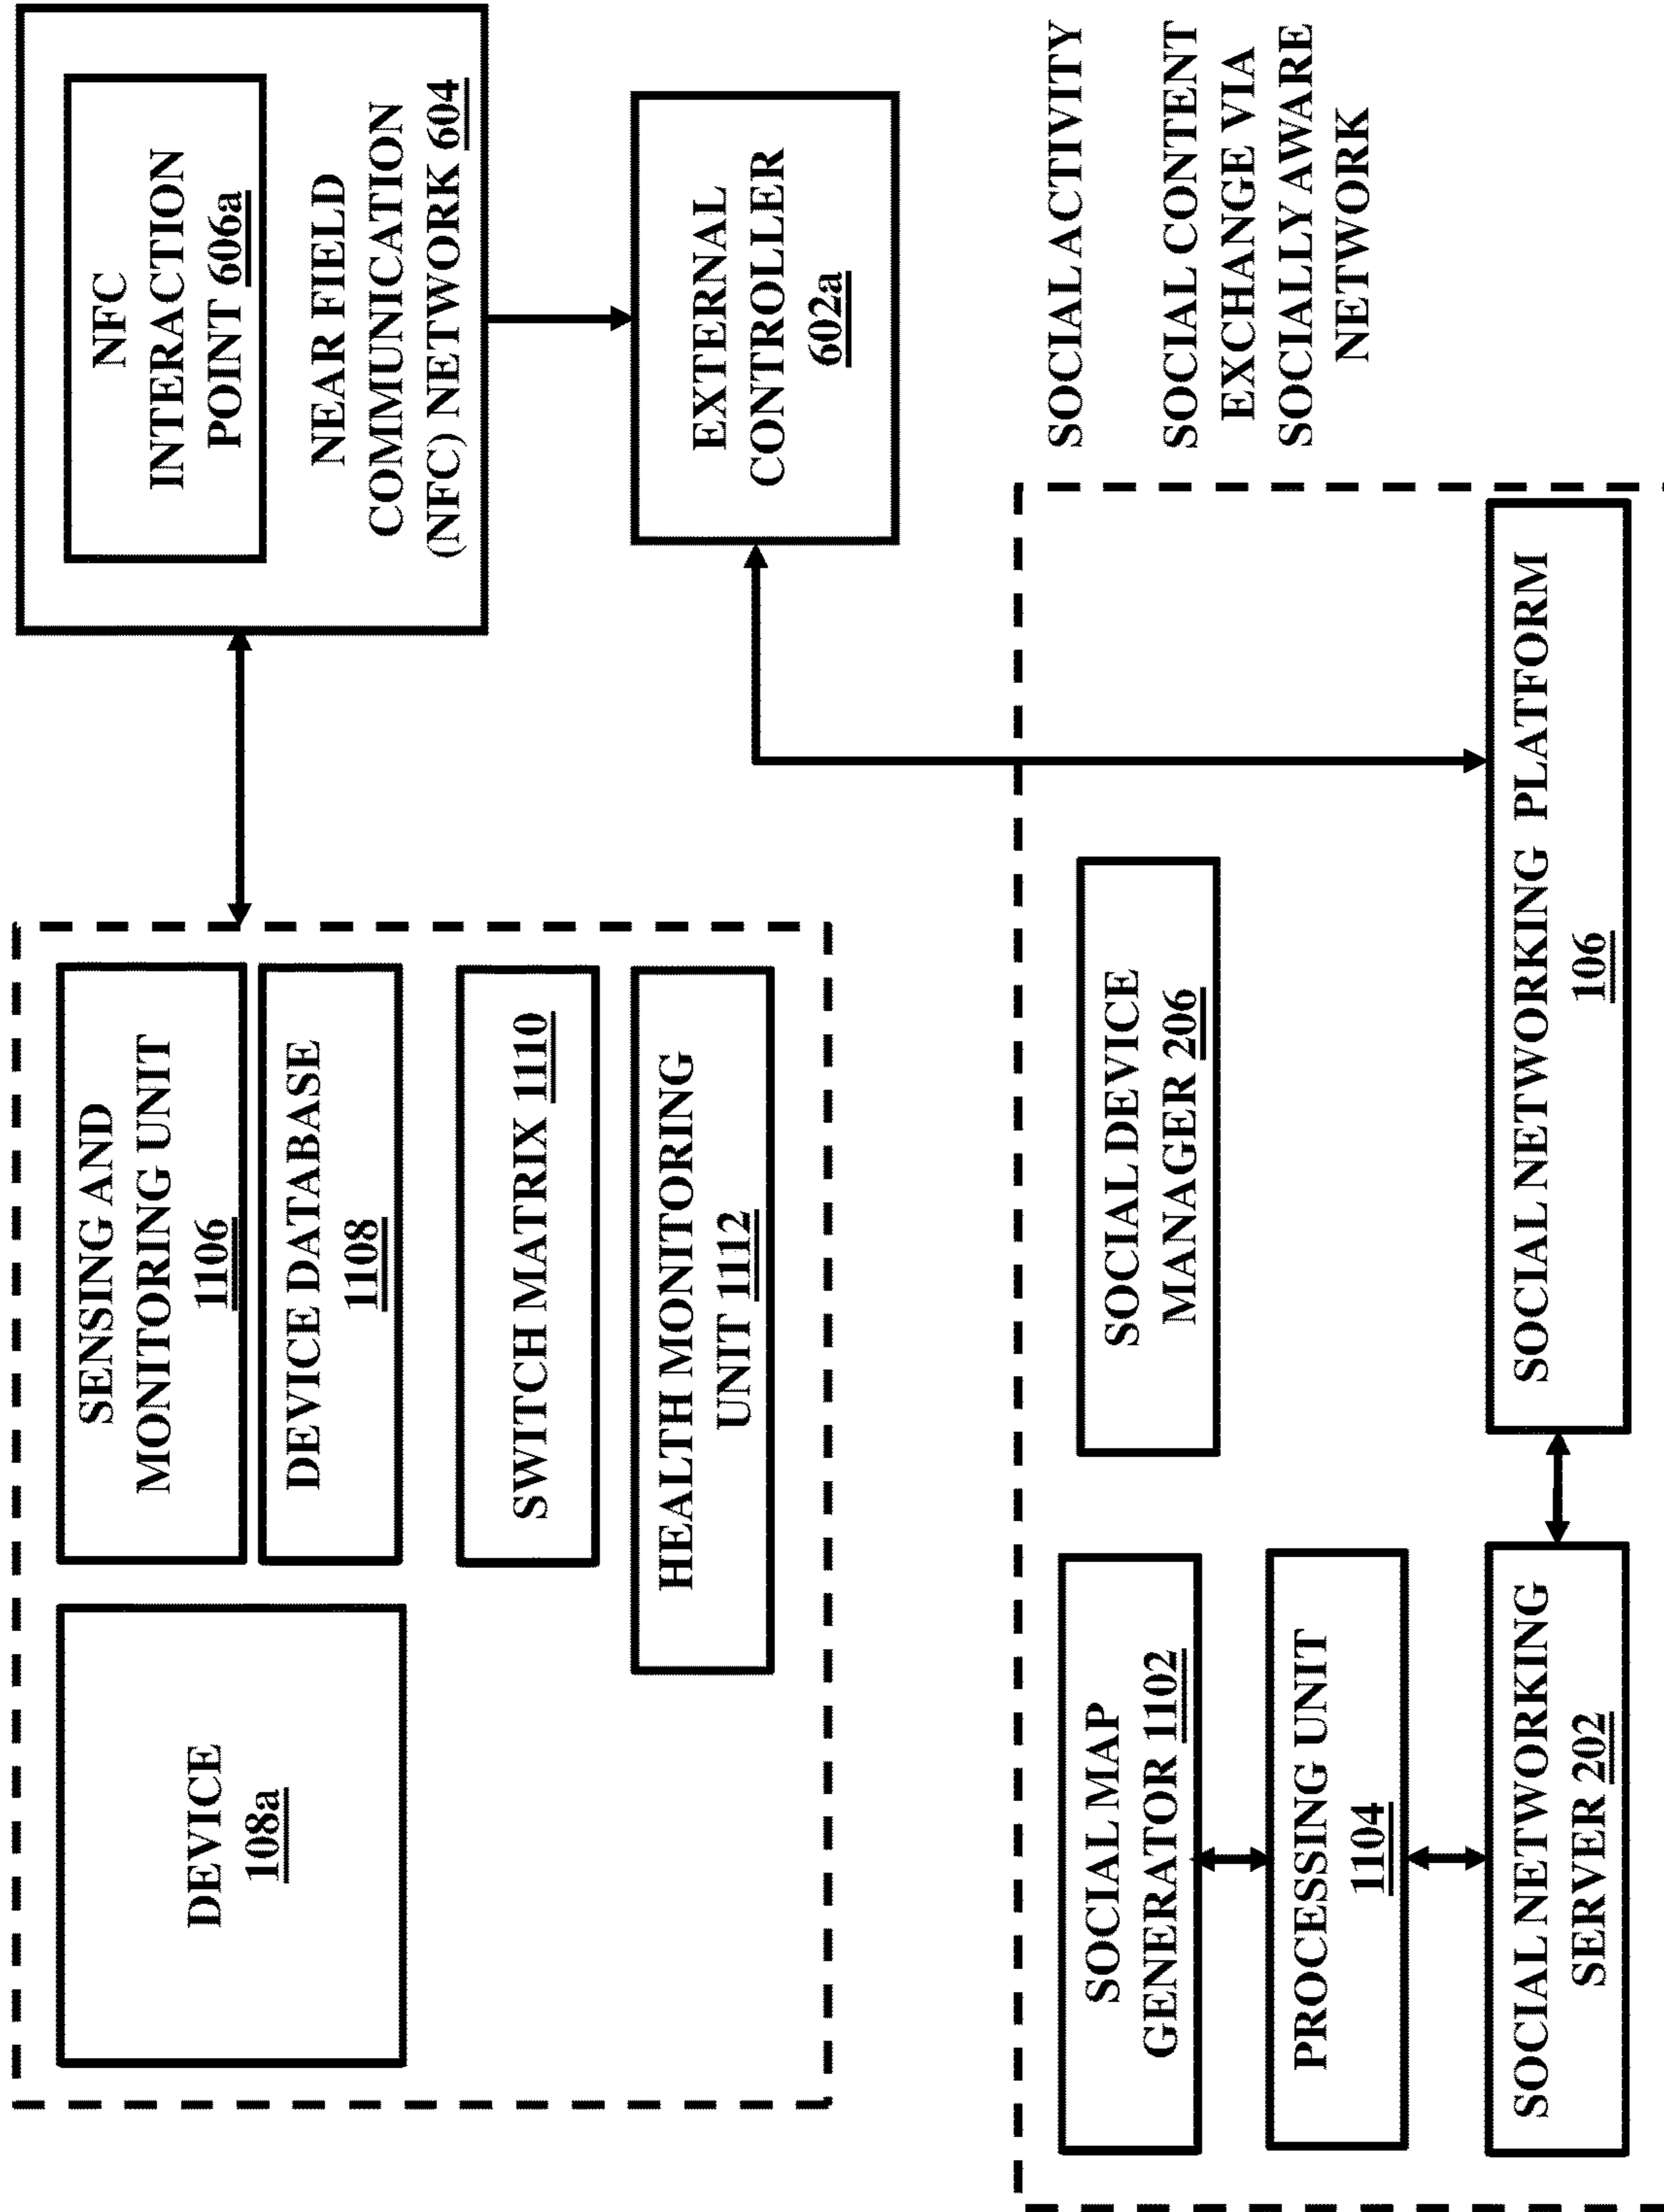 DEVICE
108a
SENSING AND
MONITORING UNIT
1106
DEVICE DATABASE
1108
SWITCH MATRIX 1110
HEALTH MONITORING
UNIT 1112
NFC
INTERACTION
POINT 606a
NEAR FIELD
COMMUNICATION
(NFC) NETWORK 604
EXTERNAL
CONTROLLER
602a
SOCIAL MAP
GENERATOR 1102
PROCESSING UNIT
1104
SOCIAL NETWORKING
SERVER 202
SOCIAL DEVICE
MANAGER 206
SOCIAL NETWORKING PLATFORM
106
SOCIAL ACTIVITY
SOCIAL CONTENT
EXCHANGE VIA
SOCIALLY AWARE
NETWORK